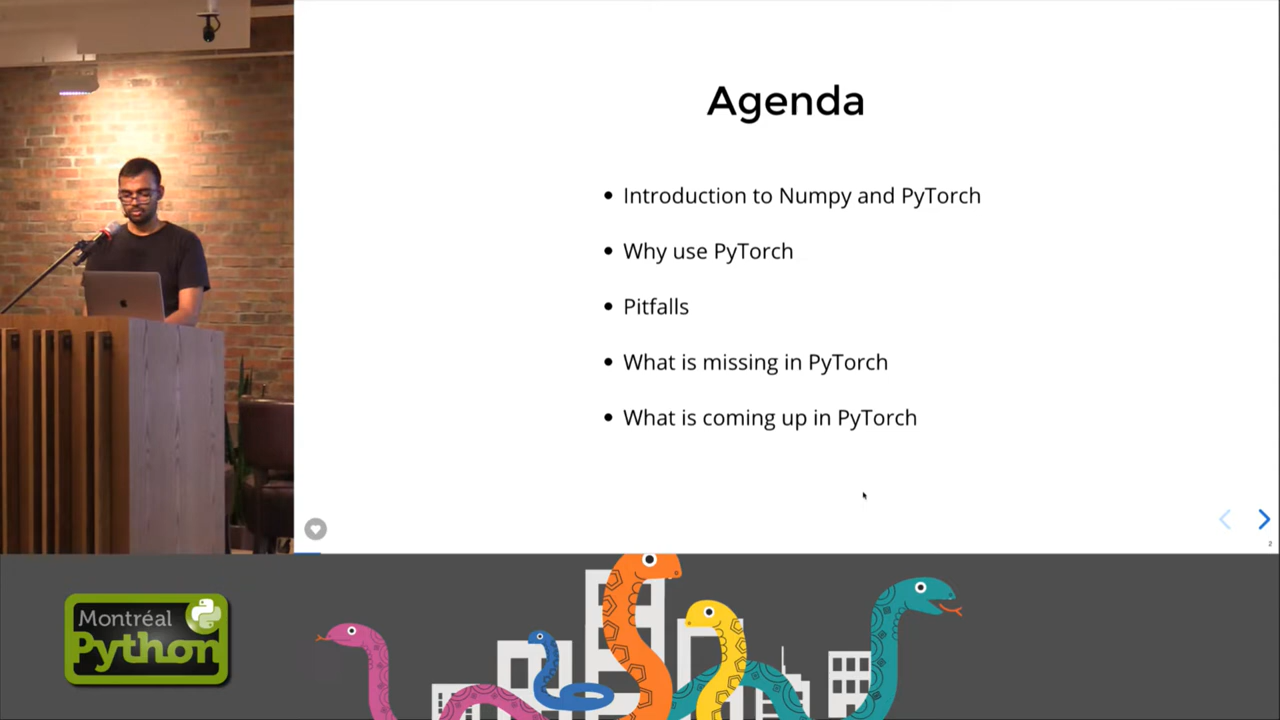 Agenda
Introduction to Numpy and PyTorch
Why use PyTorch
Pitfalls
What is missing in PyTorch
What is coming up in PyTorch
2
Montréal
Python